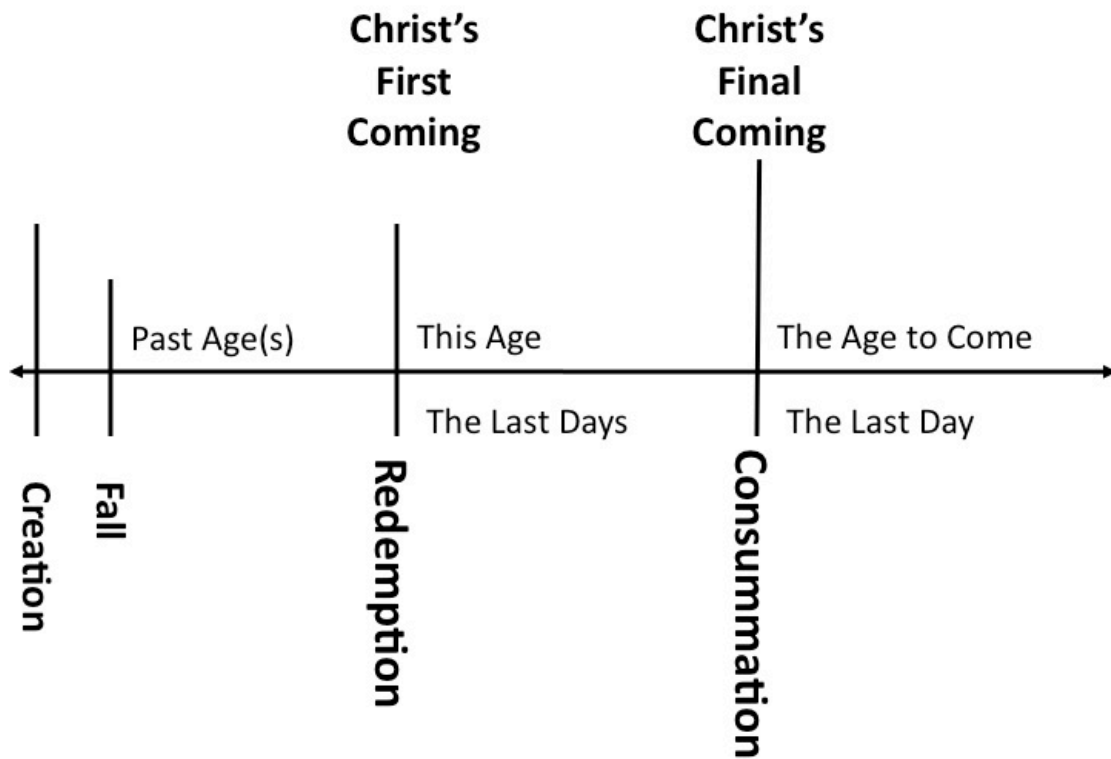 Christ’s
First
Coming
Christ’s
Final
Coming
Past Age(s)
This Age
The Age to Come
The Last Days
The Last Day
Creation
Fall
Redemption
Consummation